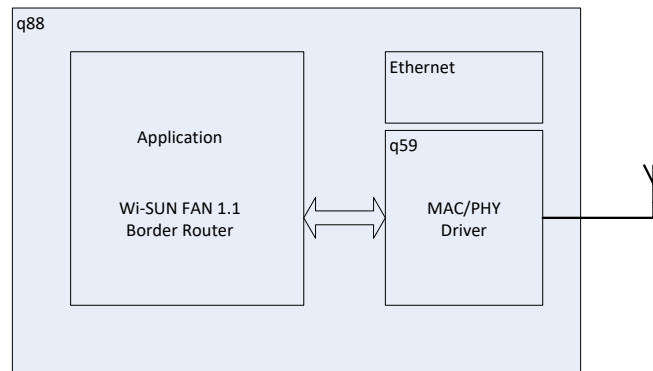 q88
Application
Wi-SUN FAN 1.1
Border Router
Ethernet
q59
MAC/PHY
Driver